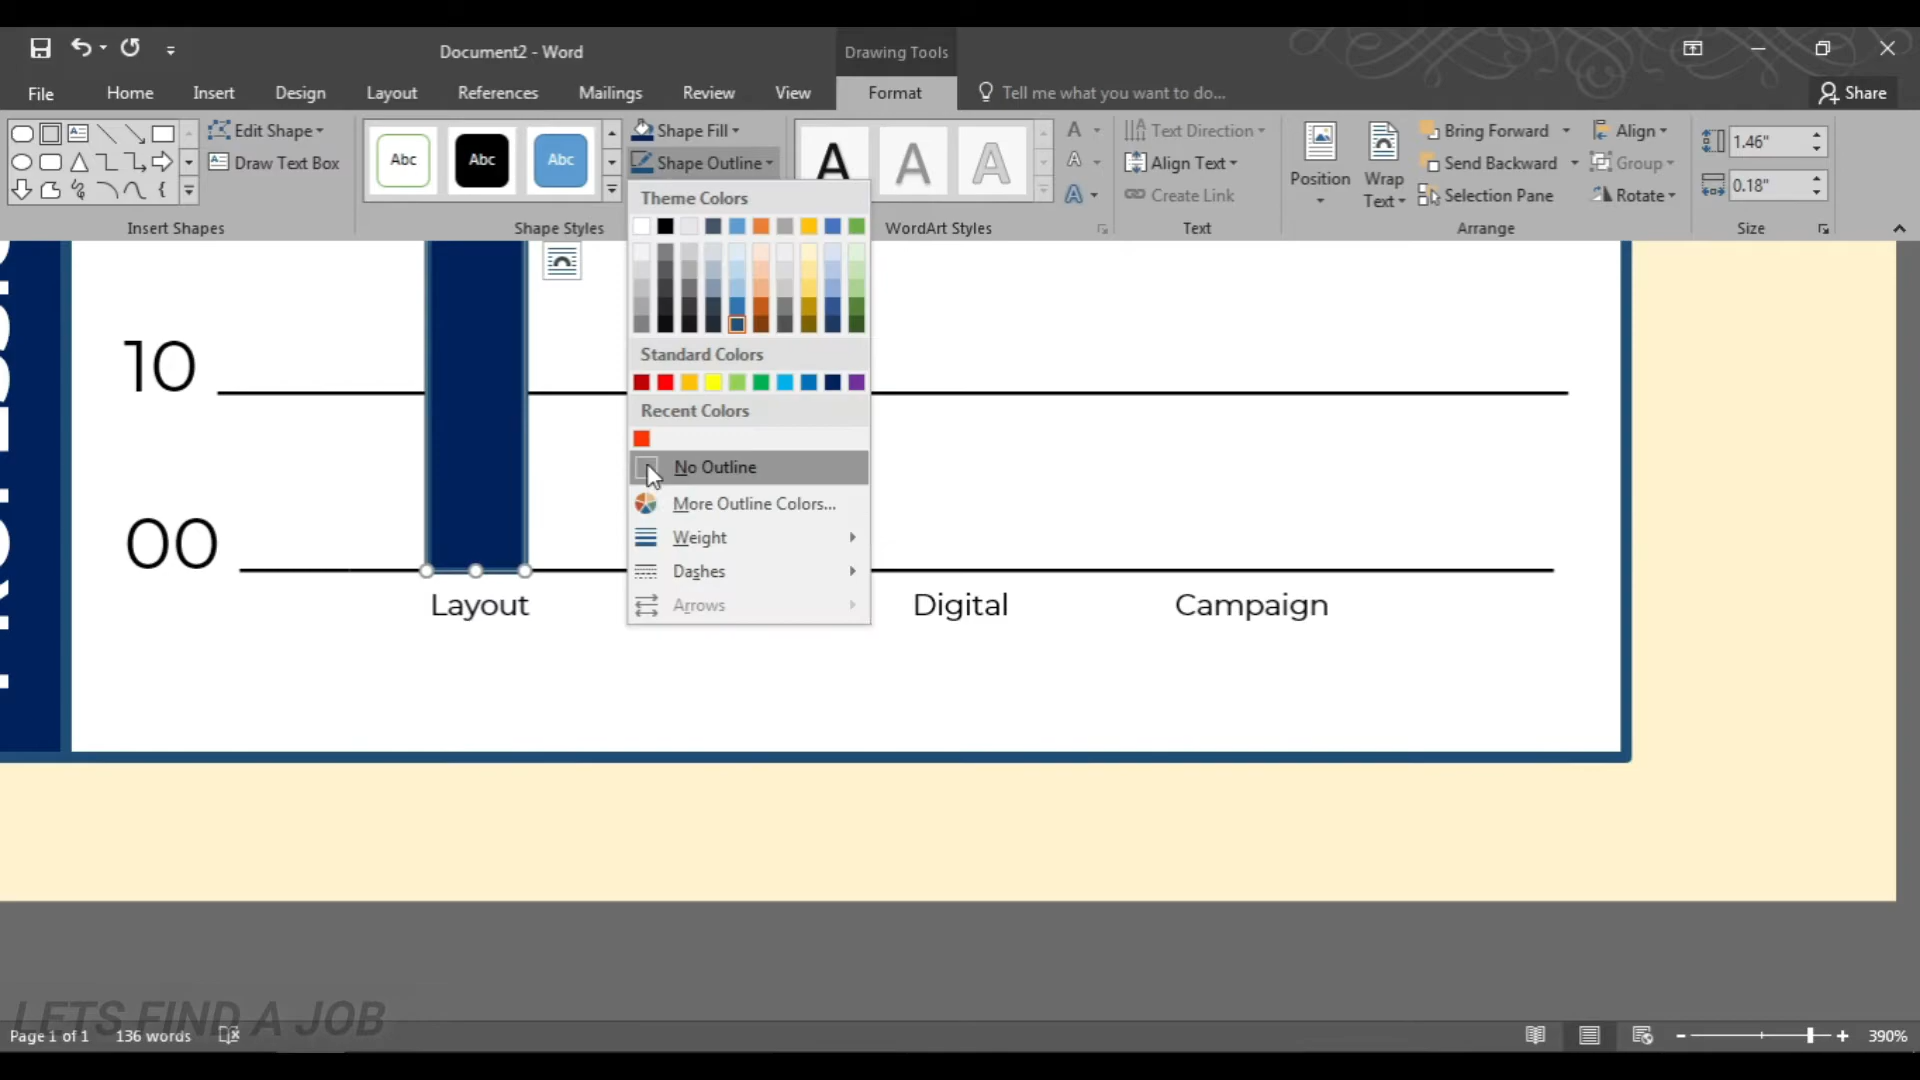 Document2 - Word
Drawing Tools
File
Home
Insert
Design
Layout
References
Mailings
Review
View
Format
Tell me what you want to do...
Share
Edit Shape
Draw Text Box
Insert Shapes
Abc
Abc
Abc
Shape Styles
Shape Fill
Shape Outline
A
A
A
WordArt Styles
A
A
A
Text Direction
Align Text
Create Link
Text
Position
Wrap
Text
Bring Forward
Send Backward
Selection Pane
Align
Group
Rotate
Arrange
1.46"
0.18"
Size
Theme Colors
Standard Colors
Recent Colors
No Outline
More Outline Colors...
Weight
Dashes
Arrows
10
00
Layout
Digital
Campaign
LETS FIND A JOB
Page 1 of 1
136 words
390%